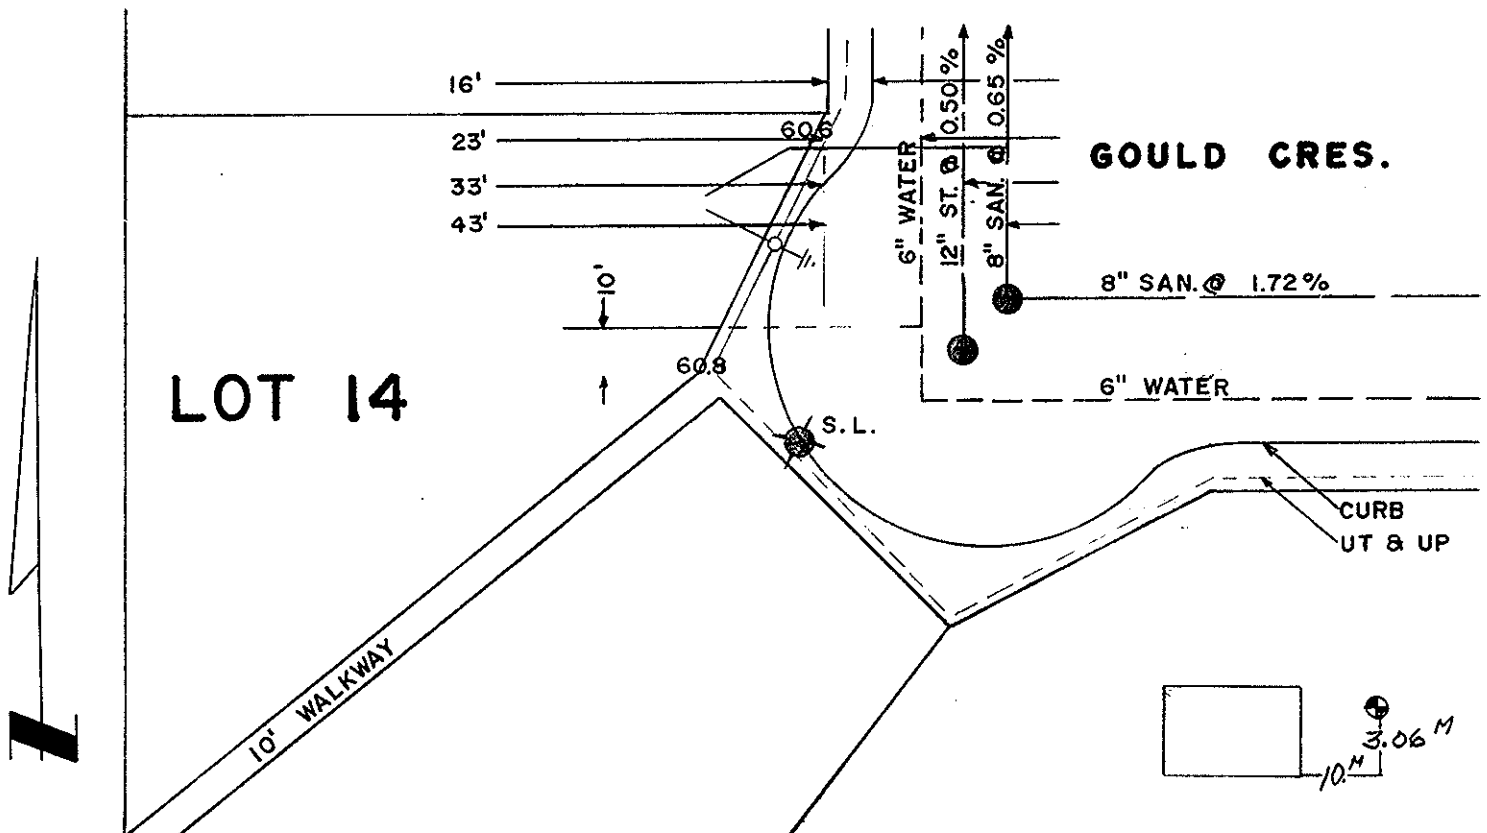 16'
23'
33'
43'
60.6
6" WATER
12" ST. @ 0.50 %
8" SAN. @ 0.65 %
GOULD CRES.
10'
8" SAN. @ 1.72%
60.8
6" WATER
LOT 14
S.L.
CURB
UT & UP
10' WALKWAY
3.06 M
10.M